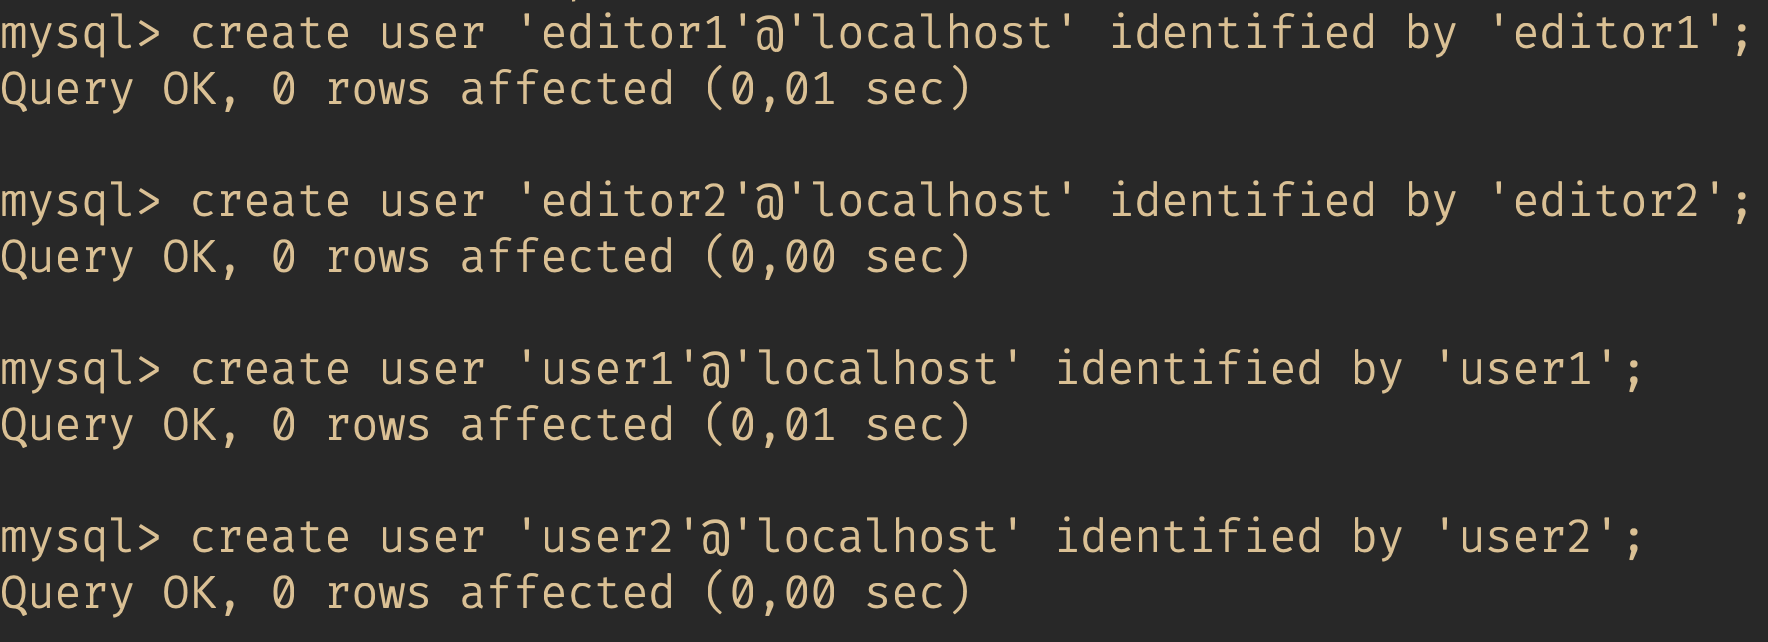 mysql> create user 'editor1'@'localhost' identified by 'editor1';
Query OK, 0 rows affected (0,01 sec)
mysql> create user 'editor2'@'localhost' identified by 'editor2';
Query OK, 0 rows affected (0,00 sec)
mysql> create user 'user1'@'localhost' identified by 'user1';
Query OK, 0 rows affected (0,01 sec)
mysql> create user 'user2'@'localhost' identified by 'user2';
Query OK, 0 rows affected (0,00 sec)